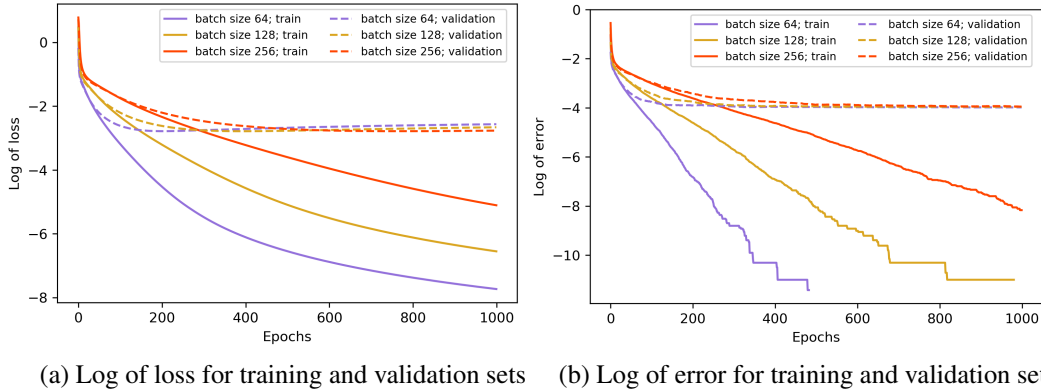 batch size 64; train
batch size 128; train
batch size 256; train
batch size 64; validation
batch size 128; validation
batch size 256; validation
0
−2
−4
−6
−8
Log of loss
0 200 400 600 800 1000
Epochs
(a) Log of loss for training and validation sets
batch size 64; train
batch size 128; train
batch size 256; train
batch size 64; validation
batch size 128; validation
batch size 256; validation
0
−2
−4
−6
−8
−10
Log of error
0 200 400 600 800 1000
Epochs
(b) Log of error for training and validation se